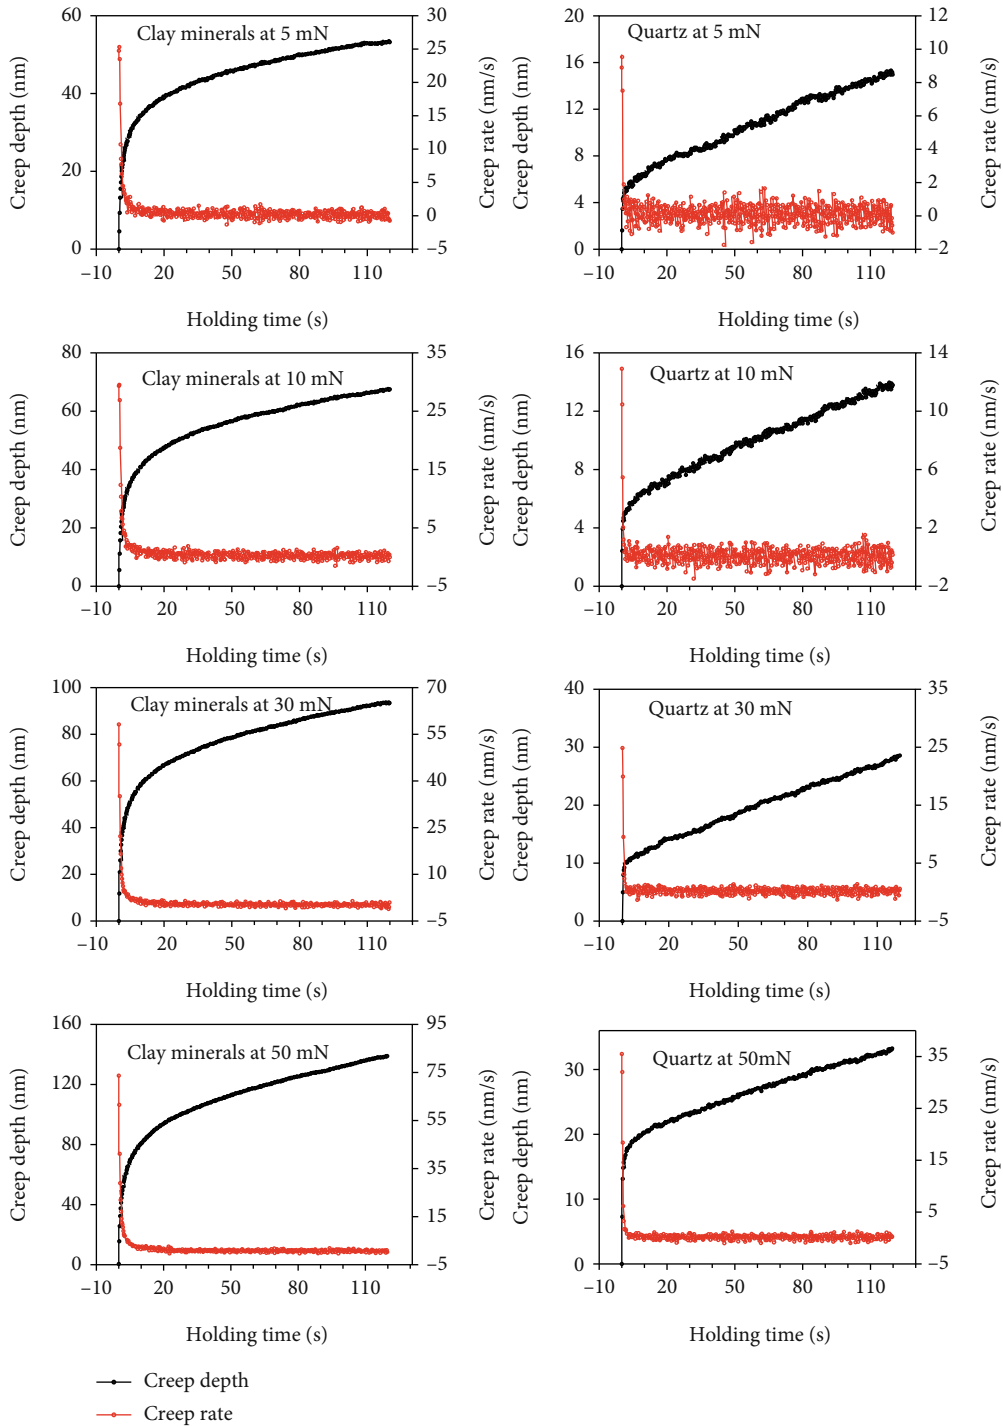 Clay minerals at 5 mN
60
40
20
0
30
25
20
15
10
5
0
−5
−10 20 50 80 110
Creep depth (nm)
Creep rate (nm/s)
Holding time (s)
Quartz at 5 mN
20
16
12
8
4
0
12
10
8
6
4
2
0
−2
−10 20 50 80 110
Creep depth (nm)
Creep rate (nm/s)
Holding time (s)
Clay minerals at 10 mN
80
60
40
20
0
35
25
15
5
−5
−10 20 50 80 110
Creep depth (nm)
Creep rate (nm/s)
Holding time (s)
Quartz at 10 mN
16
12
8
4
0
14
10
6
2
−2
−10 20 50 80 110
Creep depth (nm)
Creep rate (nm/s)
Holding time (s)
Clay minerals at 30 mN
100
80
60
40
20
0
70
55
40
25
10
−5
−10 20 50 80 110
Creep depth (nm)
Creep rate (nm/s)
Holding time (s)
Quartz at 30 mN
40
30
20
10
0
35
25
15
5
−5
−10 20 50 80 110
Creep depth (nm)
Creep rate (nm/s)
Holding time (s)
Clay minerals at 50 mN
160
120
80
40
0
95
75
55
35
15
−5
−10 20 50 80 110
Creep depth (nm)
Creep rate (nm/s)
Holding time (s)
Quartz at 50mN
30
20
10
0
35
25
15
5
−5
−10 20 50 80 110
Creep depth (nm)
Creep rate (nm/s)
Holding time (s)
Creep depth
Creep rate